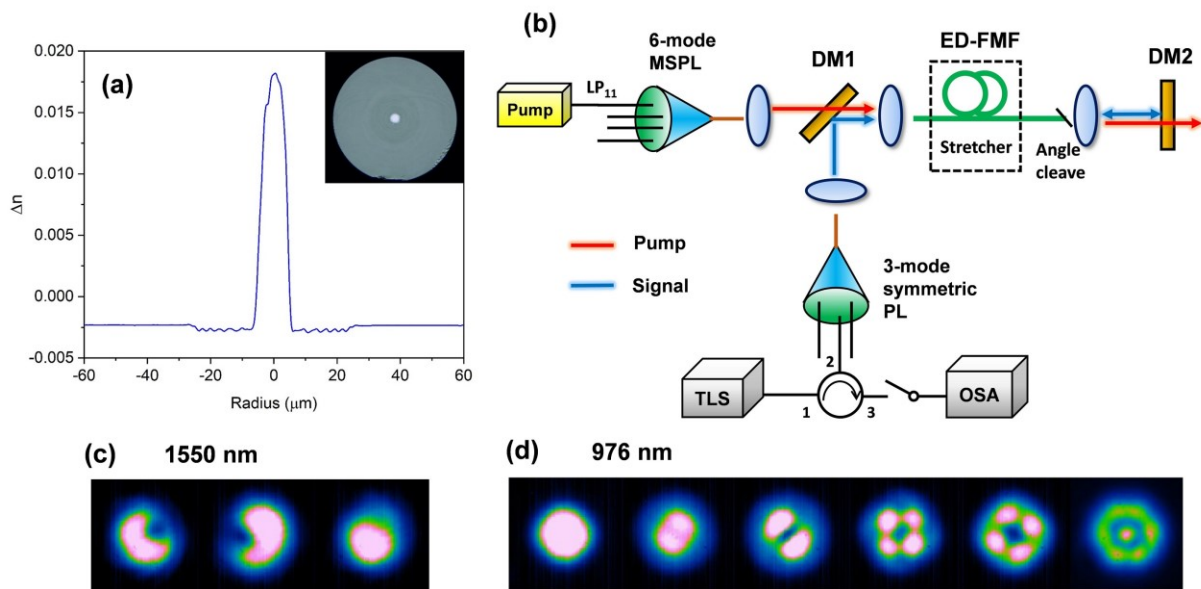 (a)
0.020
0.015
0.010
0.005
0.000
-0.005
Δn
-60
-40
-20
0
20
40
60
Radius (μm)
(b)
6-mode
MSPL
LP11
Pump
DM1
ED-FMF
Stretcher
Angle
cleave
DM2
Pump
Signal
3-mode
symmetric
PL
2
TLS
1
3
OSA
(c)
1550 nm
(d)
976 nm